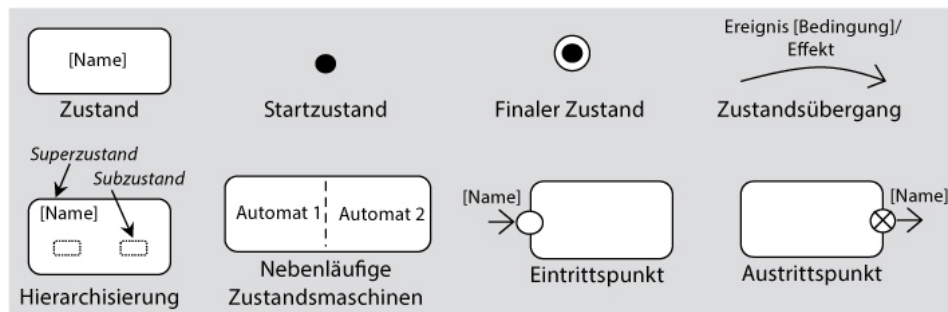 [Name]
Zustand
Startzustand
Finaler Zustand
Ereignis [Bedingung]/
Effekt
Zustandsübergang
Superzustand
Subzustand
[Name]
Hierarchisierung
Automat 1
Automat 2
Nebenläufige
Zustandsmaschinen
[Name]
Eintrittspunkt
[Name]
Austrittspunkt